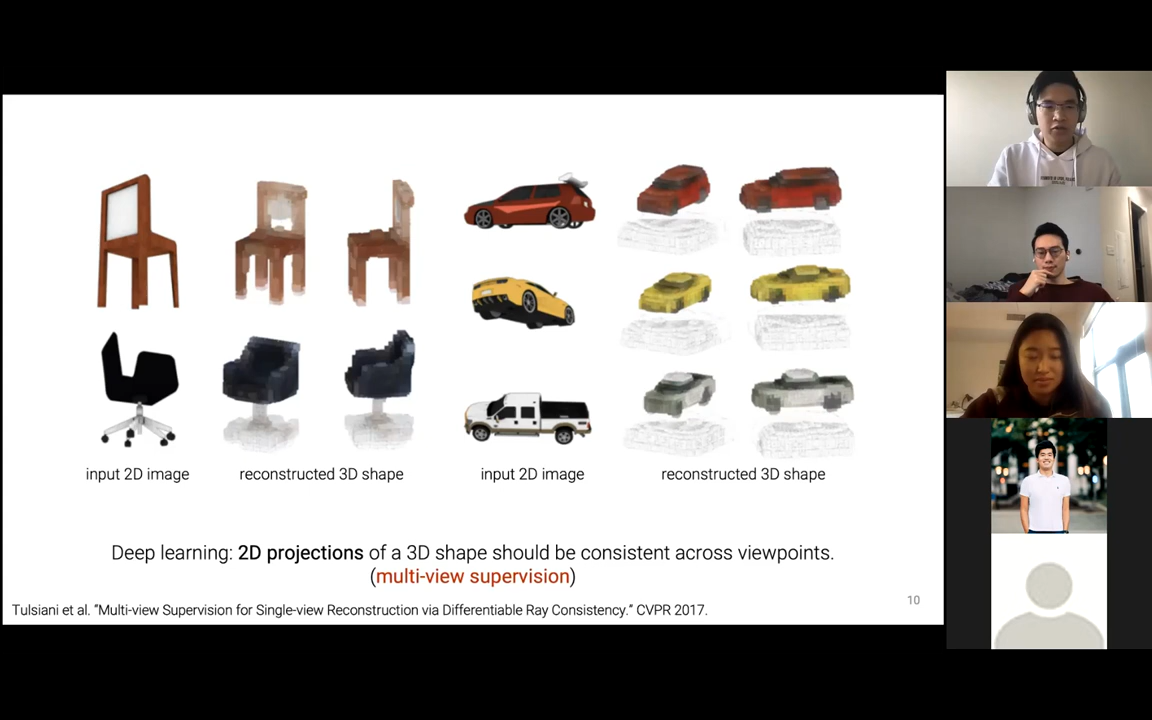 input 2D image
reconstructed 3D shape
input 2D image
reconstructed 3D shape
Deep learning: 2D projections of a 3D shape should be consistent across viewpoints.
(multi-view supervision)
Tulsiani et al. “Multi-view Supervision for Single-view Reconstruction via Differentiable Ray Consistency.” CVPR 2017.
10